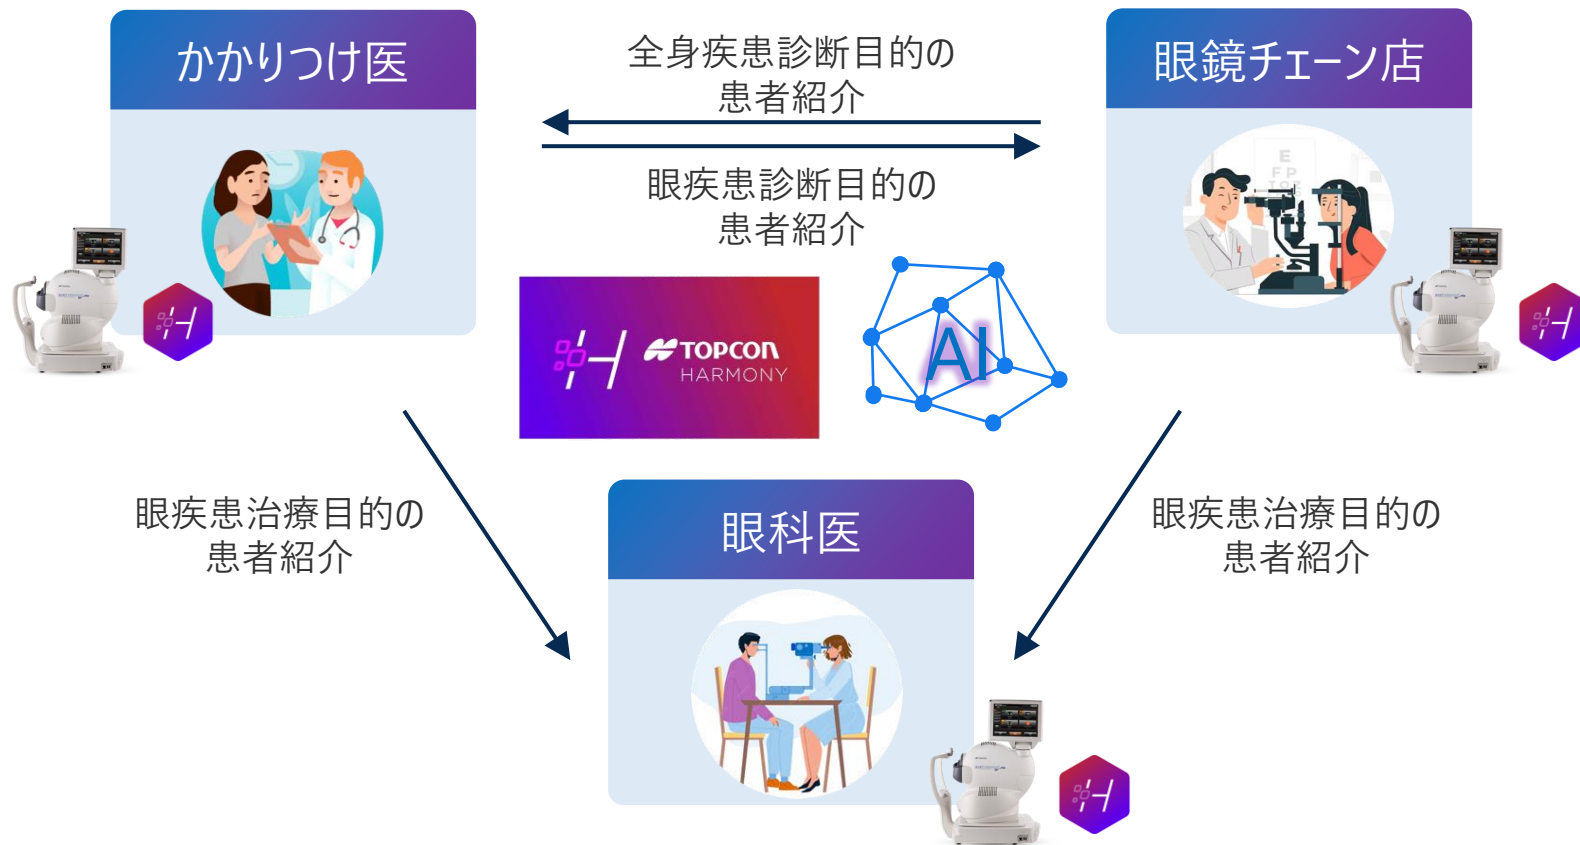 かかりつけ医
全身疾患診断目的の
患者紹介
眼鏡チェーン店
眼疾患診断目的の
患者紹介
E
F P
TOPCON
HARMONY
AI
眼疾患治療目的の
患者紹介
眼科医
眼疾患治療目的の
患者紹介